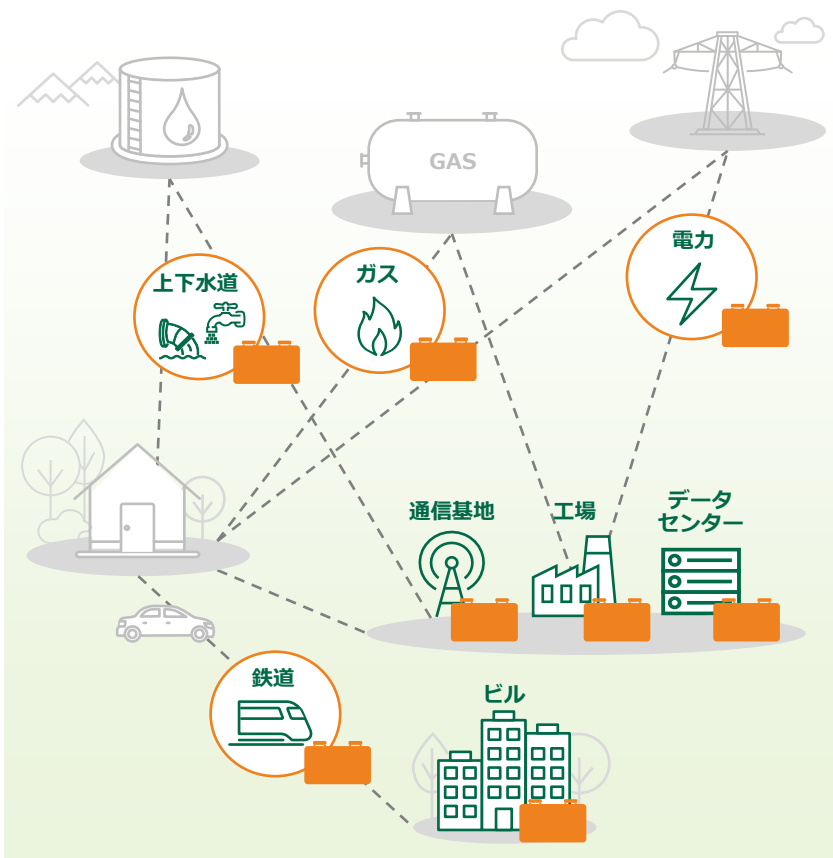 GAS
電力
上下水道
ガス
通信基地
工場
データ
センター
鉄道
ビル